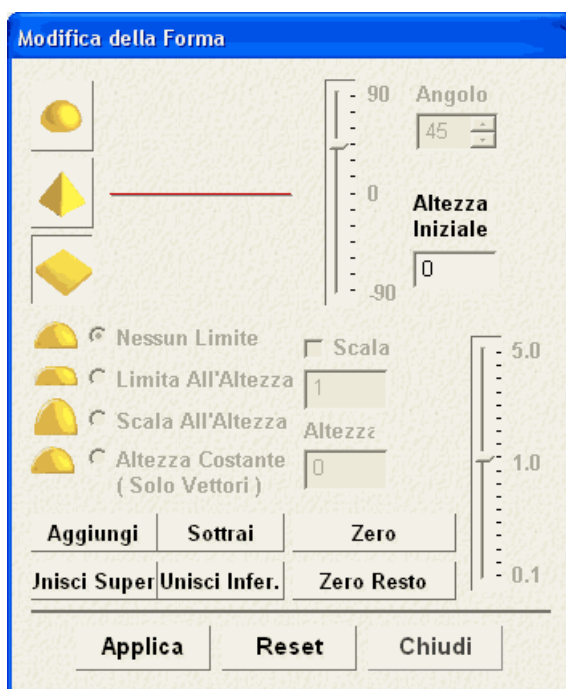 Modifica della Forma
90
Angolo
45
0
Altezza
Iniziale
0
-90
Nessun Limite
Scala
5.0
Limita All'Altezza
1
Scala All'Altezza
Altezza
Altezza Costante
( Solo Vettori )
0
1.0
Aggiungi
Sottrai
Zero
Unisci Super
Unisci Infer.
Zero Resto
0.1
Applica
Reset
Chiudi